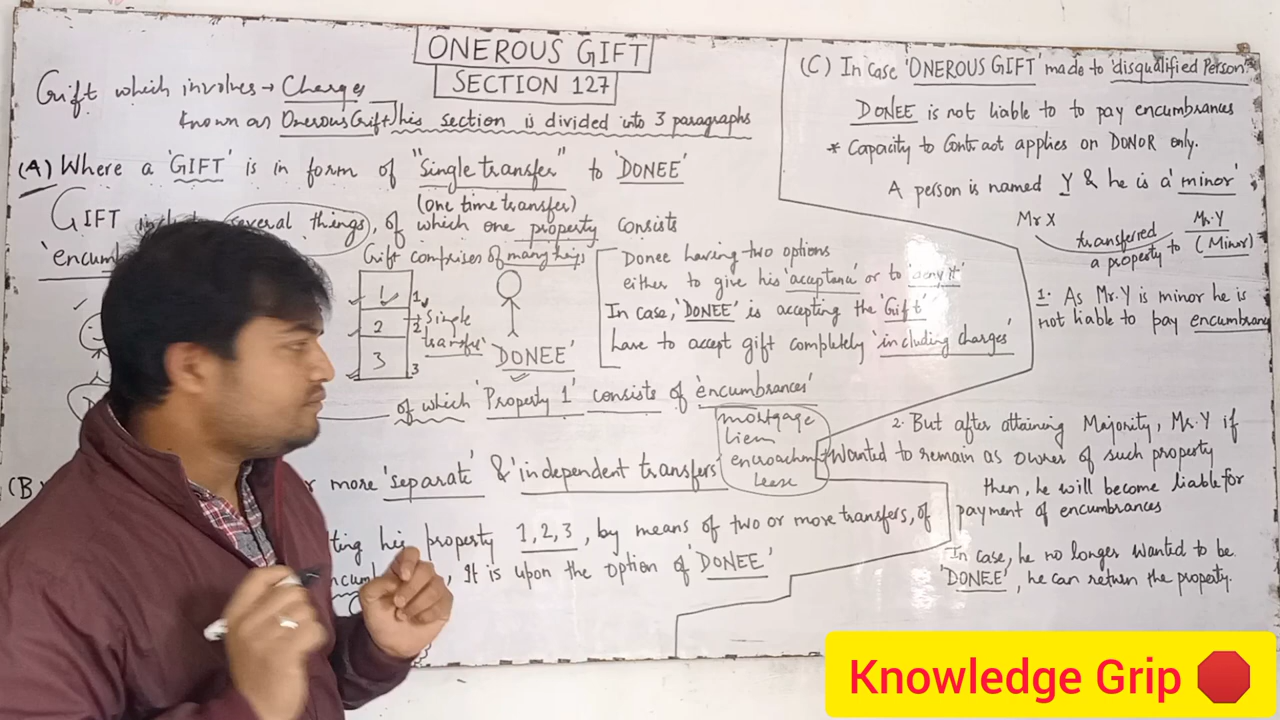 ONEROUS GIFT
SECTION 127
Gift which involves → Charges
Known as Onerous Gift This section is divided into 3 paragraphs
(A) Where a 'GIFT' is in form of "Single transfer" to 'DONEE'
(One time transfer)
GIFT several things, of which one property consists
'encum
Gift comprises of many
1
2
3
1
2
3
Single
transfer
'DONEE'
Donee having two options
either to give his 'acceptance' or to 'deny it'
In case, 'DONEE' is accepting the 'Gift'
have to accept gift completely 'including charges'
of which 'Property 1' consists of 'encumbrances'
mortgage
lien
encroachment
lease
(B) r more 'separate' & 'independent transfers'
ting his property 1, 2, 3, by means of two or more transfers, of
ncum , It is upon the option of 'DONEE'
(C) In case 'ONEROUS GIFT' made to 'disqualified Person'.
DONEE is not liable to to pay encumbrances
* Capacity to Contract applies on DONOR only.
A person is named Y & he is a 'minor'
Mr X
Mr. Y
(Minor)
transferred
a property to
1. As Mr. Y is minor he is
not liable to pay encumbran
2. But after attaining Majority, Mr. Y if
Wanted to remain as owner of such property
then, he will become liable for
payment of encumbrances
In case, he no longer wanted to be
'DONEE', he can return the property.
Knowledge Grip